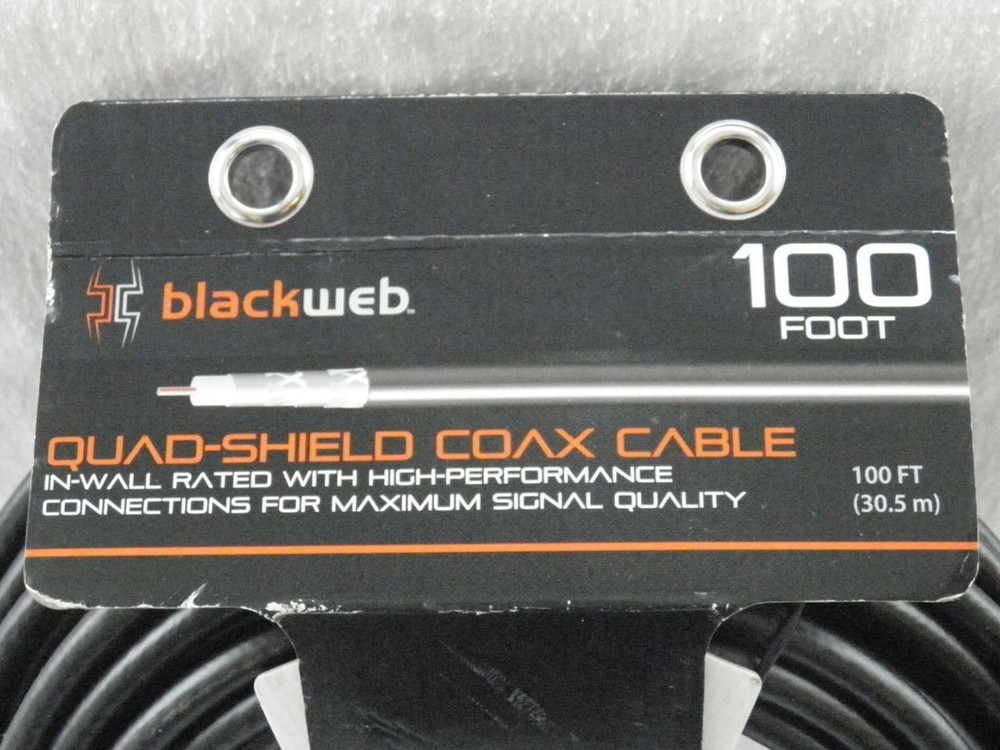 blackweb™
100
FOOT
QUAD-SHIELD COAX CABLE
IN-WALL RATED WITH HIGH-PERFORMANCE
CONNECTIONS FOR MAXIMUM SIGNAL QUALITY
100 FT
(30.5 m)